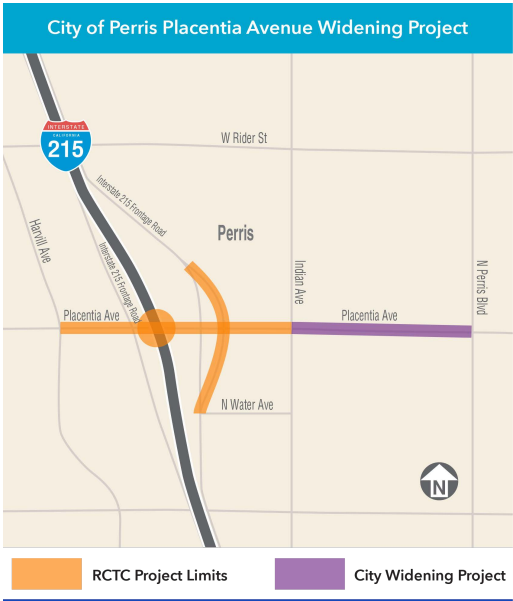 City of Perris Placentia Avenue Widening Project
INTERSTATE
CALIFORNIA
215
W Rider St
Interstate 215 Frontage Road
Harvill Ave
Perris
Interstate 215 Frontage Road
Indian Ave
N Perris Blvd
Placentia Ave
Placentia Ave
N Water Ave
N
RCTC Project Limits
City Widening Project